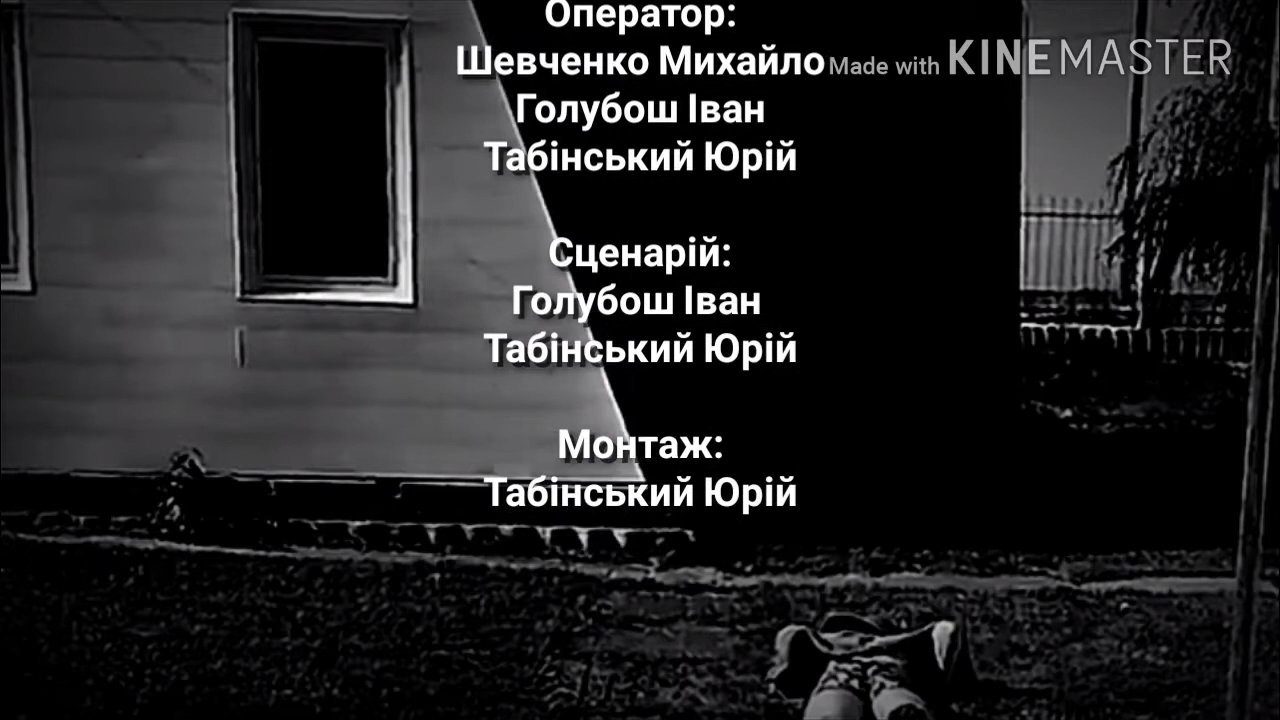 Оператор:
Шевченко Михайло
Made with KINEMASTER
Голубош Іван
Табінський Юрій
Сценарій:
Голубош Іван
Табінський Юрій
Монтаж:
Табінський Юрій